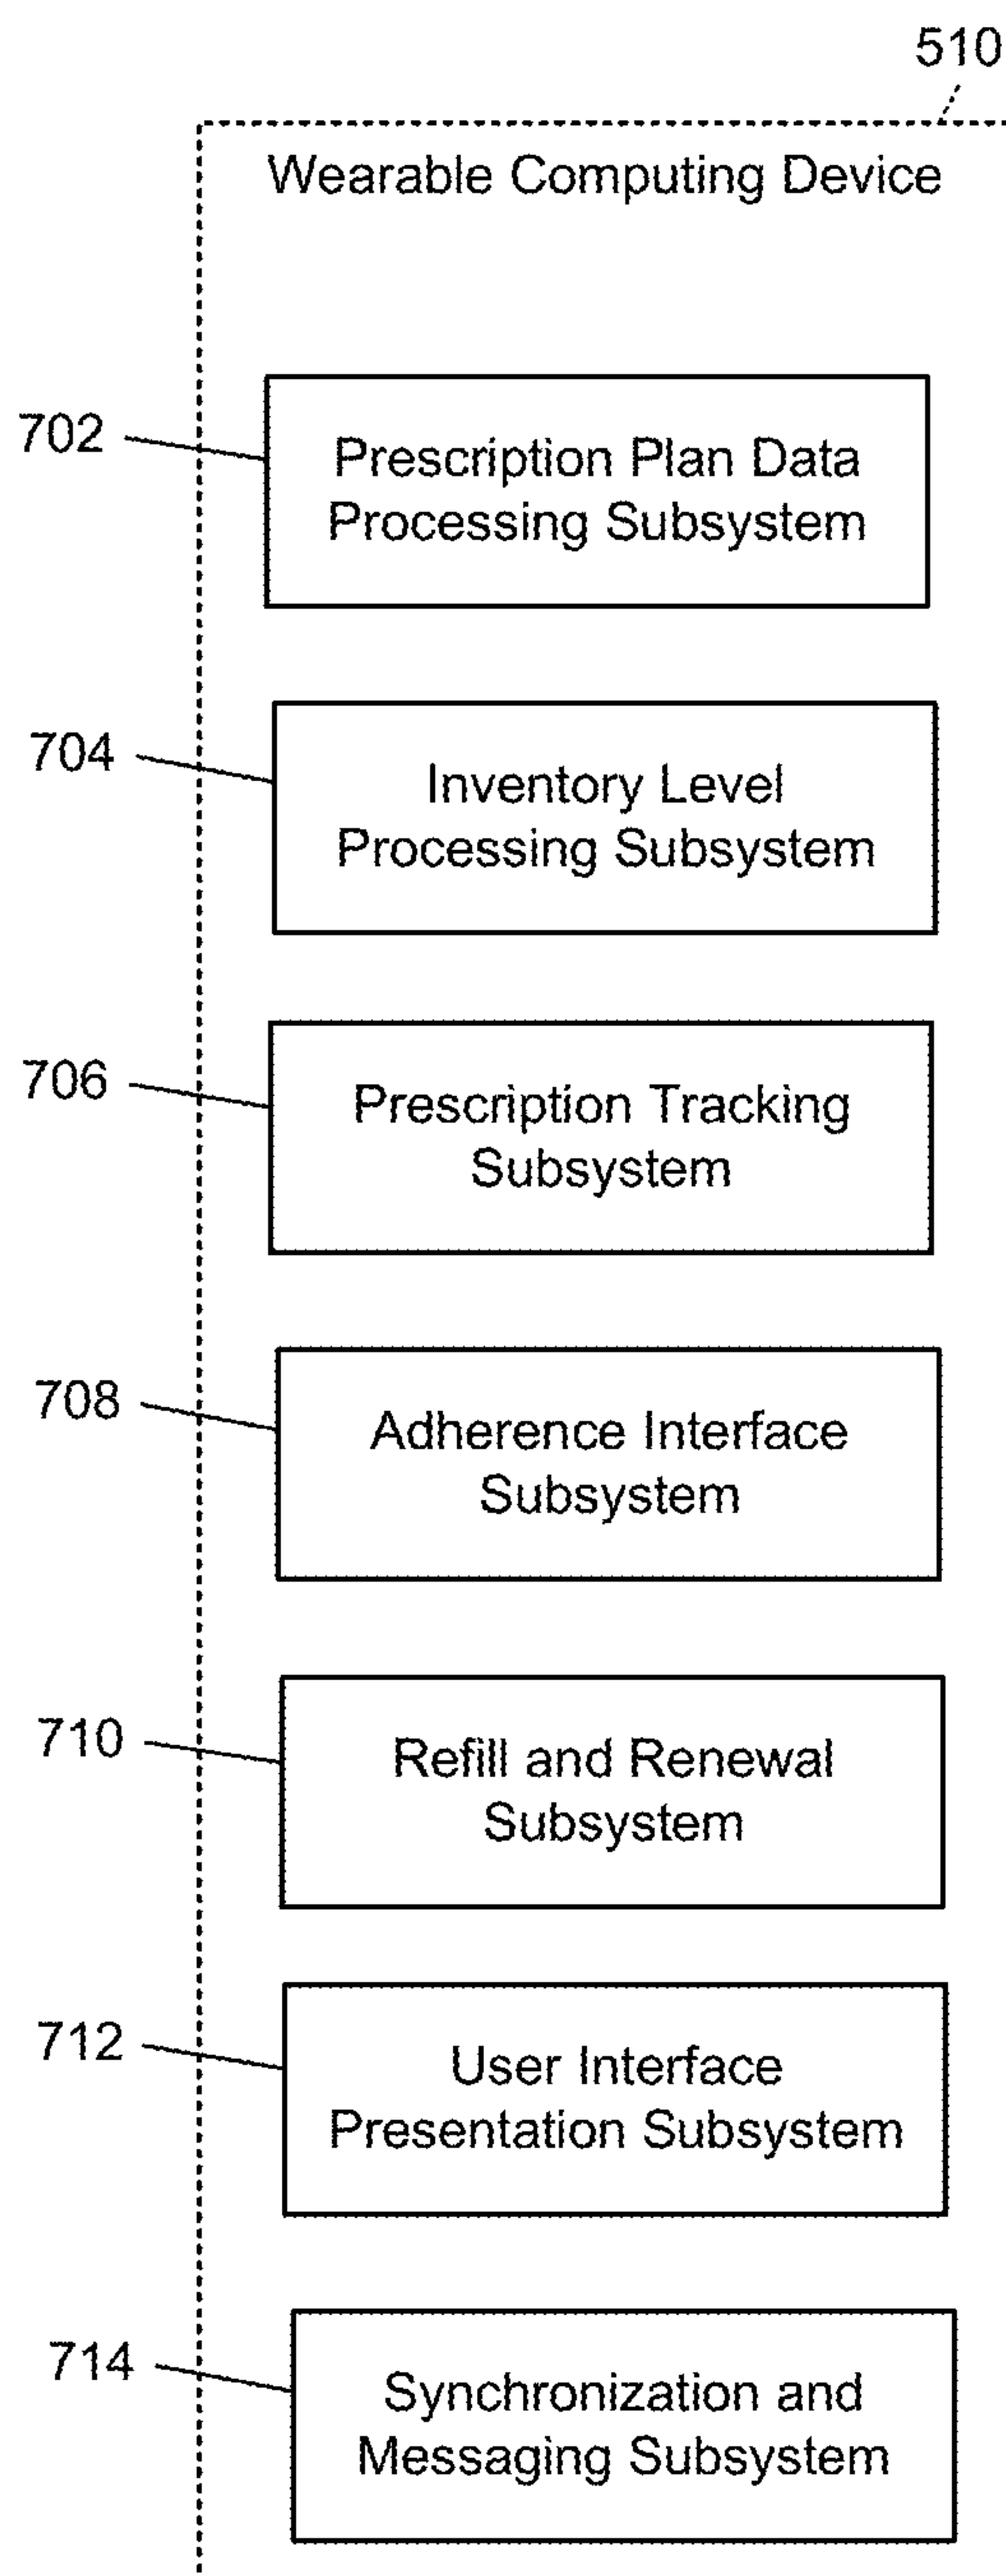 510
Wearable Computing Device
702
Prescription Plan Data
Processing Subsystem
704
Inventory Level
Processing Subsystem
706
Prescription Tracking
Subsystem
708
Adherence Interface
Subsystem
710
Refill and Renewal
Subsystem
712
User Interface
Presentation Subsystem
714
Synchronization and
Messaging Subsystem